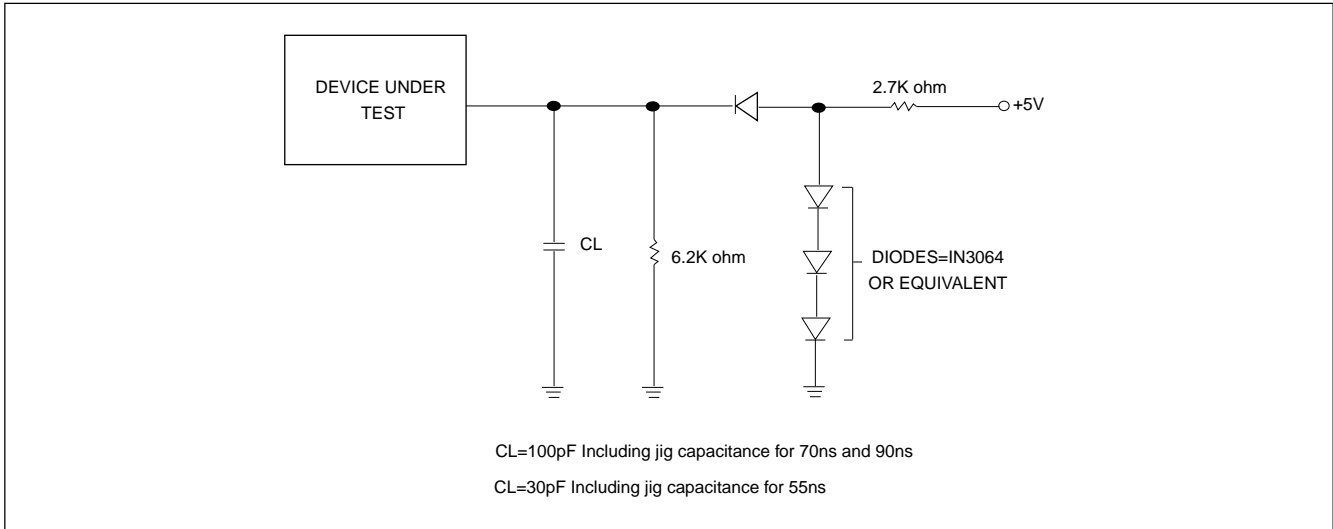 DEVICE UNDER
TEST
2.7K ohm
+5V
CL
6.2K ohm
DIODES=IN3064
OR EQUIVALENT
CL=100pF Including jig capacitance for 70ns and 90ns
CL=30pF Including jig capacitance for 55ns